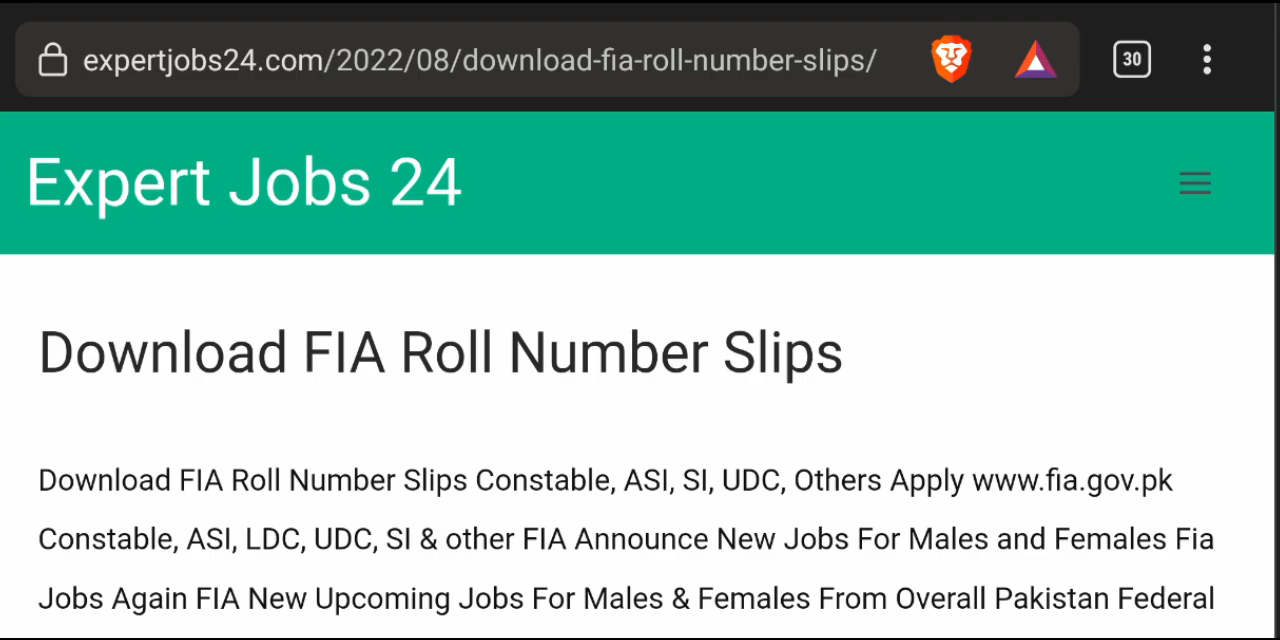 expertjobs24.com/2022/08/download-fia-roll-number-slips/ 30
Expert Jobs 24
Download FIA Roll Number Slips
Download FIA Roll Number Slips Constable, ASI, SI, UDC, Others Apply www.fia.gov.pk
Constable, ASI, LDC, UDC, SI & other FIA Announce New Jobs For Males and Females Fia
Jobs Again FIA New Upcoming Jobs For Males & Females From Overall Pakistan Federal